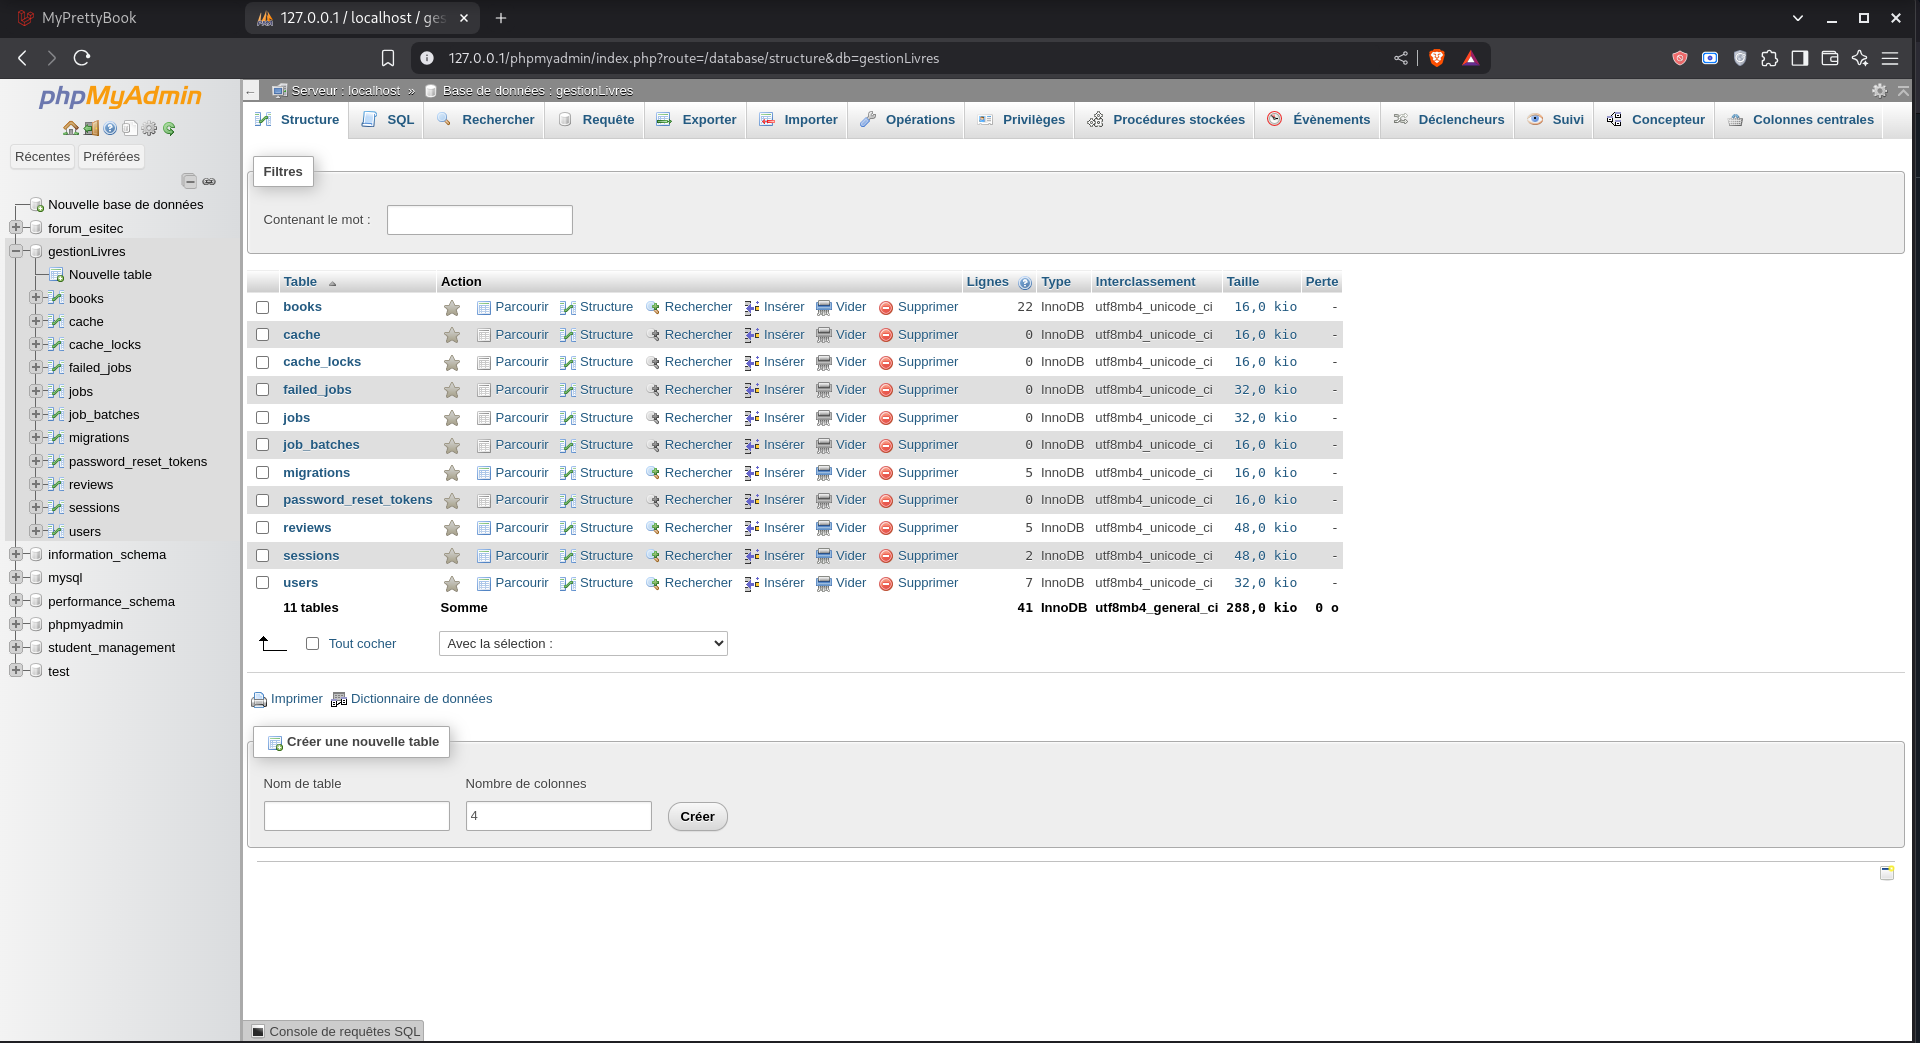 MyPrettyBook
127.0.0.1 / localhost / ges
127.0.0.1/phpmyadmin/index.php?route=/database/structure&db=gestionLivres
phpMyAdmin
Récentes Préférées
Nouvelle base de données
forum_esitec
gestionLivres
Nouvelle table
books
cache
cache_locks
failed_jobs
jobs
job_batches
migrations
password_reset_tokens
reviews
sessions
users
information_schema
mysql
performance_schema
phpmyadmin
student_management
test
Serveur : localhost » Base de données : gestionLivres
Structure SQL Rechercher Requête Exporter Importer Opérations Privilèges Procédures stockées Évènements Déclencheurs Suivi Concepteur Colonnes centrales
Filtres
Contenant le mot :
Table Action Lignes Type Interclassement Taille Perte
books Parcourir Structure Rechercher Insérer Vider Supprimer 22 InnoDB utf8mb4_unicode_ci 16,0 kio -
cache Parcourir Structure Rechercher Insérer Vider Supprimer 0 InnoDB utf8mb4_unicode_ci 16,0 kio -
cache_locks Parcourir Structure Rechercher Insérer Vider Supprimer 0 InnoDB utf8mb4_unicode_ci 16,0 kio -
failed_jobs Parcourir Structure Rechercher Insérer Vider Supprimer 0 InnoDB utf8mb4_unicode_ci 32,0 kio -
jobs Parcourir Structure Rechercher Insérer Vider Supprimer 0 InnoDB utf8mb4_unicode_ci 32,0 kio -
job_batches Parcourir Structure Rechercher Insérer Vider Supprimer 0 InnoDB utf8mb4_unicode_ci 16,0 kio -
migrations Parcourir Structure Rechercher Insérer Vider Supprimer 5 InnoDB utf8mb4_unicode_ci 16,0 kio -
password_reset_tokens Parcourir Structure Rechercher Insérer Vider Supprimer 0 InnoDB utf8mb4_unicode_ci 16,0 kio -
reviews Parcourir Structure Rechercher Insérer Vider Supprimer 5 InnoDB utf8mb4_unicode_ci 48,0 kio -
sessions Parcourir Structure Rechercher Insérer Vider Supprimer 2 InnoDB utf8mb4_unicode_ci 48,0 kio -
users Parcourir Structure Rechercher Insérer Vider Supprimer 7 InnoDB utf8mb4_unicode_ci 32,0 kio -
11 tables Somme 41 InnoDB utf8mb4_general_ci 288,0 kio 0 o
Tout cocher Avec la sélection :
Imprimer Dictionnaire de données
Créer une nouvelle table
Nom de table Nombre de colonnes
4 Créer
Console de requêtes SQL